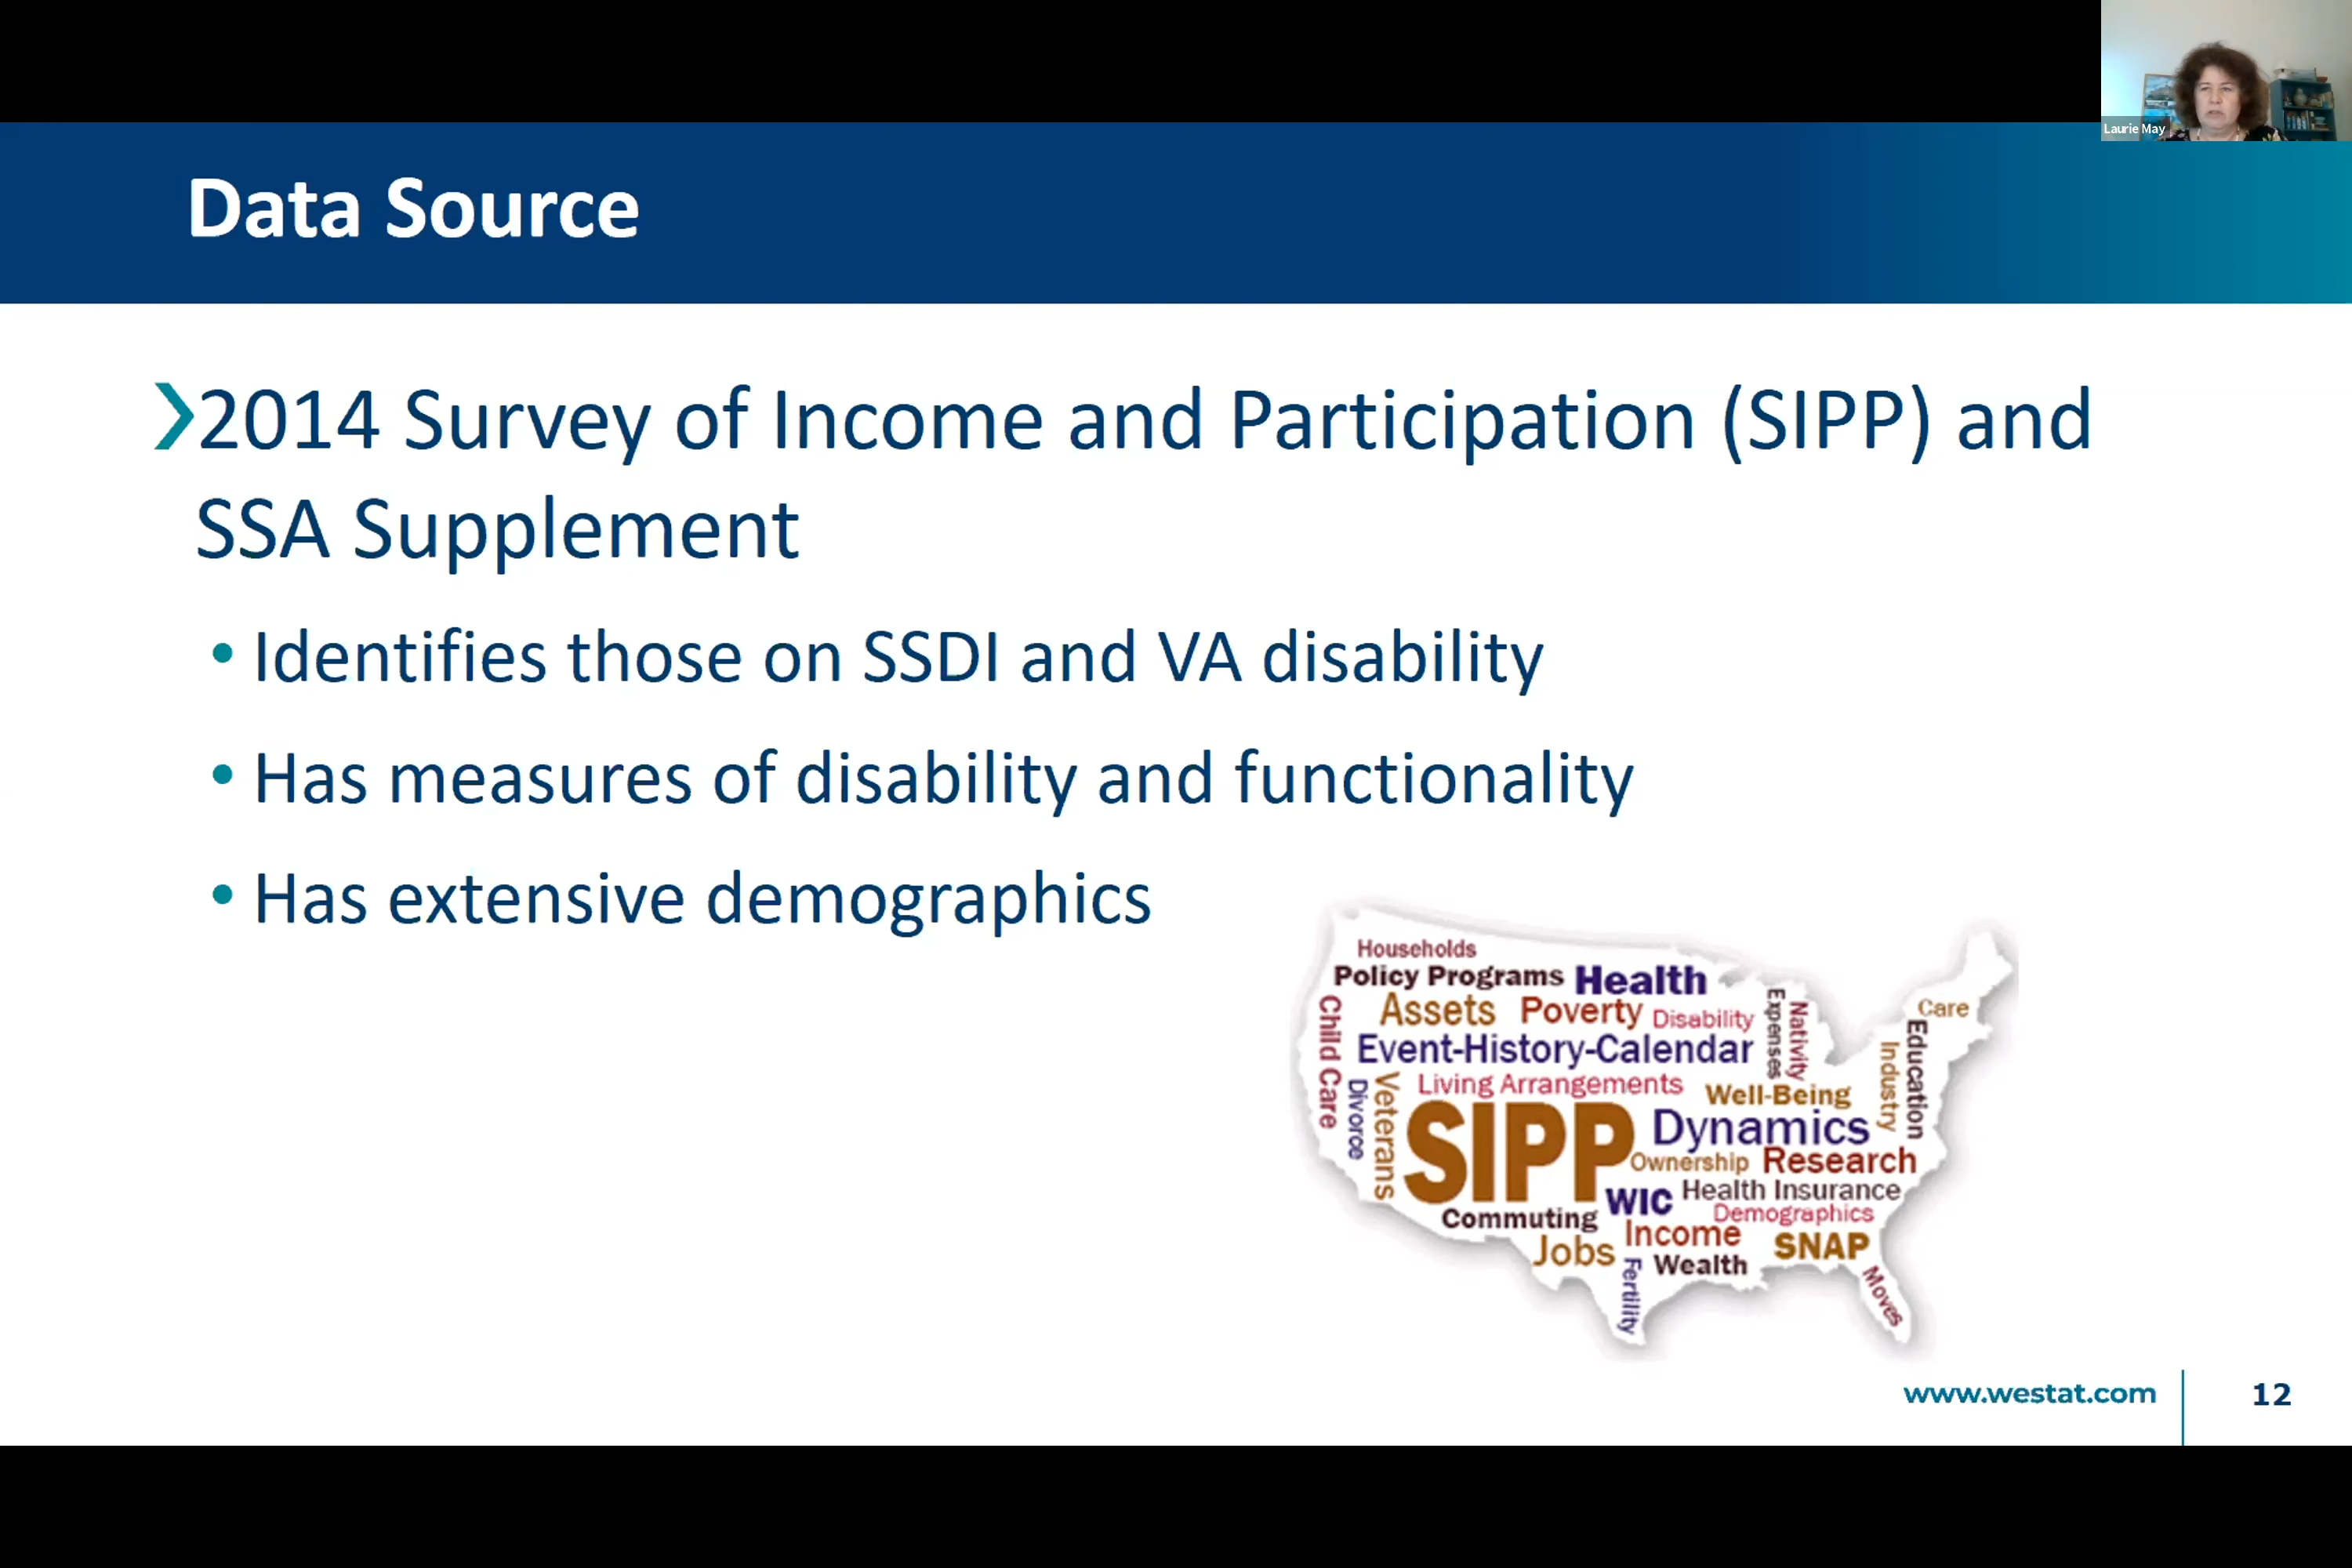 Laurie May
Data Source
2014 Survey of Income and Participation (SIPP) and
SSA Supplement
• Identifies those on SSDI and VA disability
• Has measures of disability and functionality
• Has extensive demographics
Households
Policy Programs Health
Assets Poverty Disability
Event-History-Calendar
Living Arrangements
Well-Being
Child Care
Divorce
Veterans
Expenses
Nativity
Care
Education
Industry
SIPP
Dynamics
Ownership Research
WIC Health Insurance
Commuting
Demographics
Income
Jobs
SNAP
Wealth
Fertility
Moves
www.westat.com
12